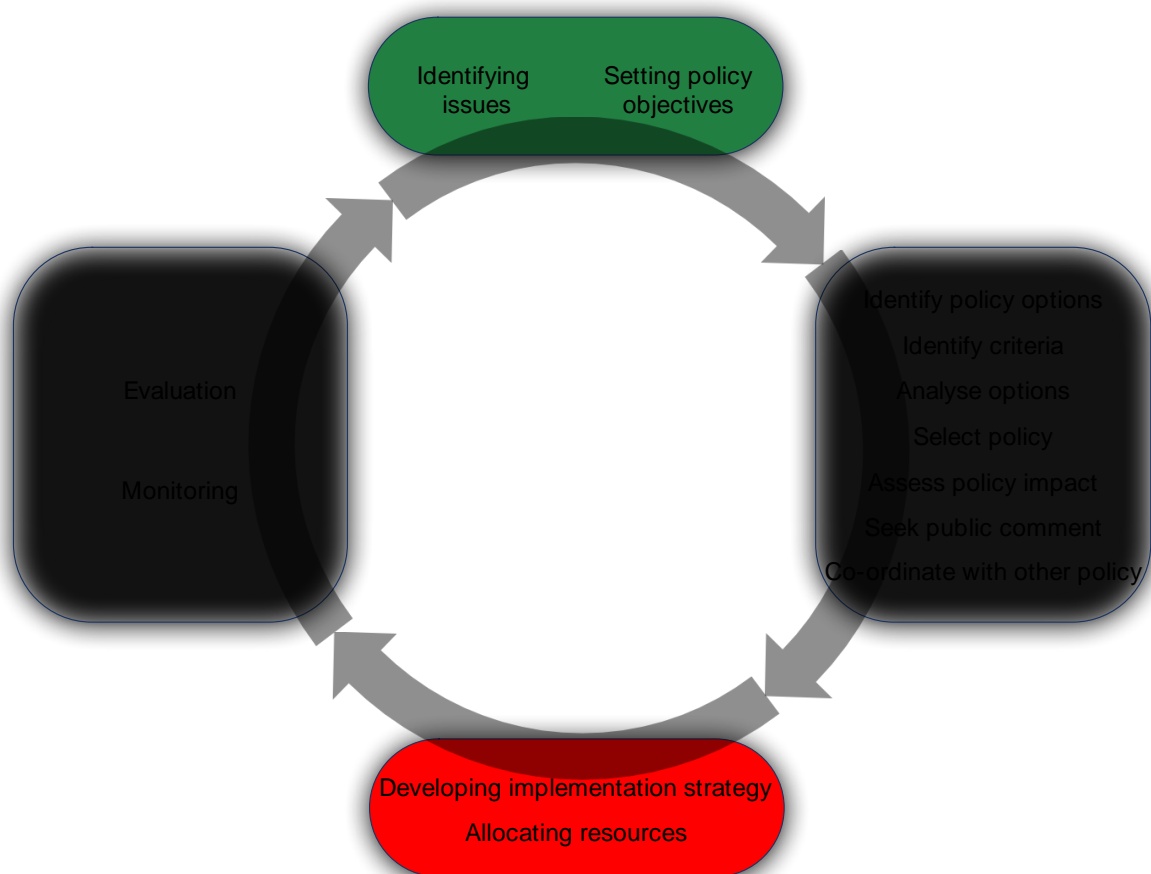 Identifying
issues
Setting policy
objectives
Identify policy options
Identify criteria
Analyse options
Select policy
Assess policy impact
Seek public comment
Co-ordinate with other policy
Developing implementation strategy
Allocating resources
Evaluation
Monitoring